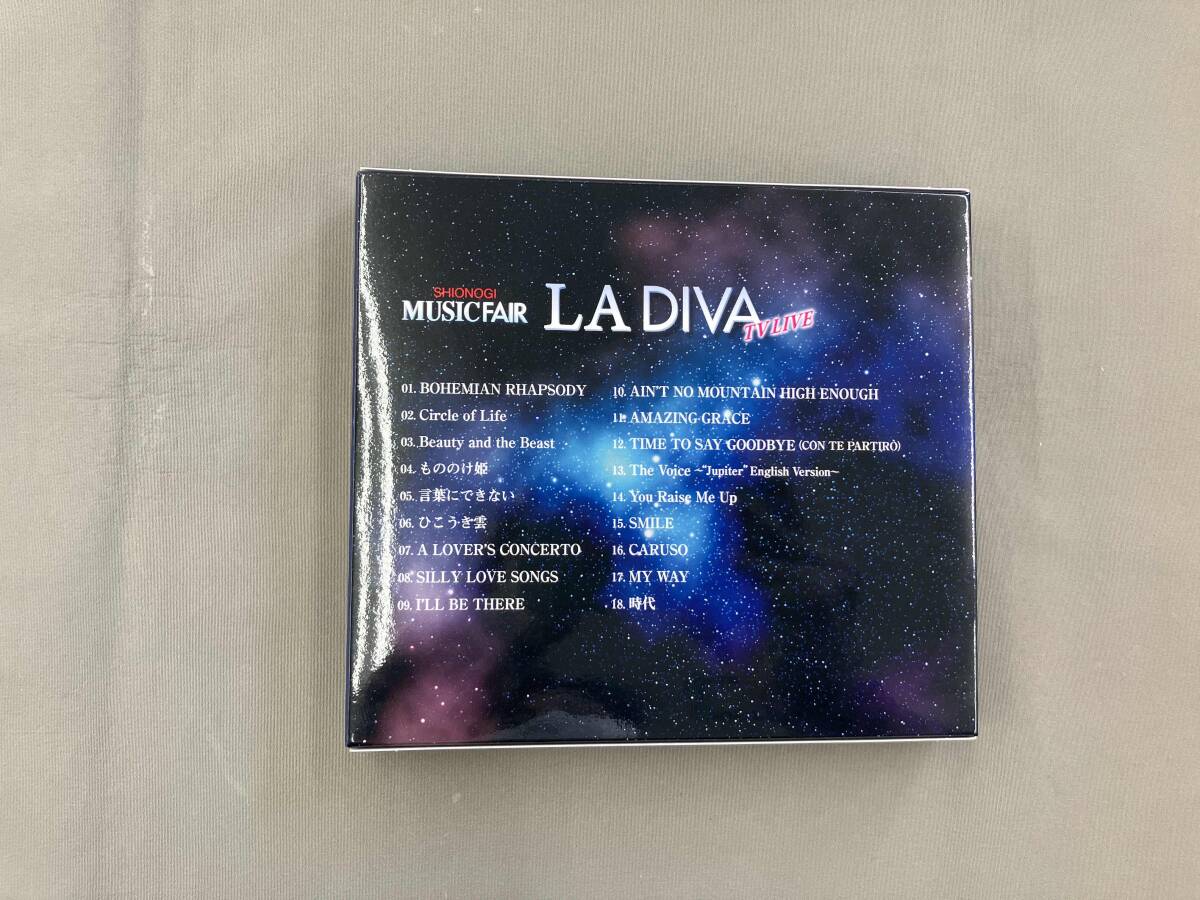 SHIONOGI
MUSIC FAIR
LA DIVA
TV LIVE
01. BOHEMIAN RHAPSODY
02. Circle of Life
03. Beauty and the Beast
04. もののけ姫
05. 言葉にできない
06. ひこうき雲
07. A LOVER'S CONCERTO
08. SILLY LOVE SONGS
09. I'LL BE THERE
10. AIN'T NO MOUNTAIN HIGH ENOUGH
11. AMAZING GRACE
12. TIME TO SAY GOODBYE (CON TE PARTIRÒ)
13. The Voice ~"Jupiter" English Version~
14. You Raise Me Up
15. SMILE
16. CARUSO
17. MY WAY
18. 時代